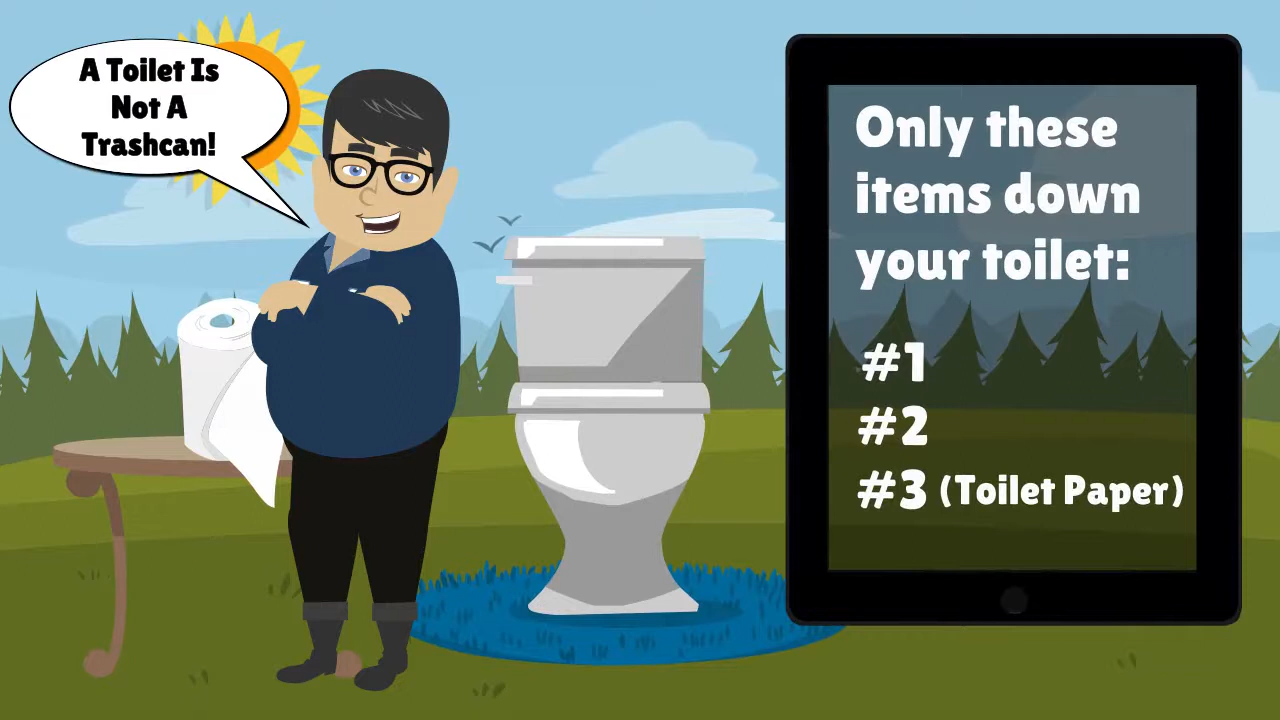 A Toilet Is
Not A
Trashcan!
Only these
items down
your toilet:
#1
#2
#3 (Toilet Paper)